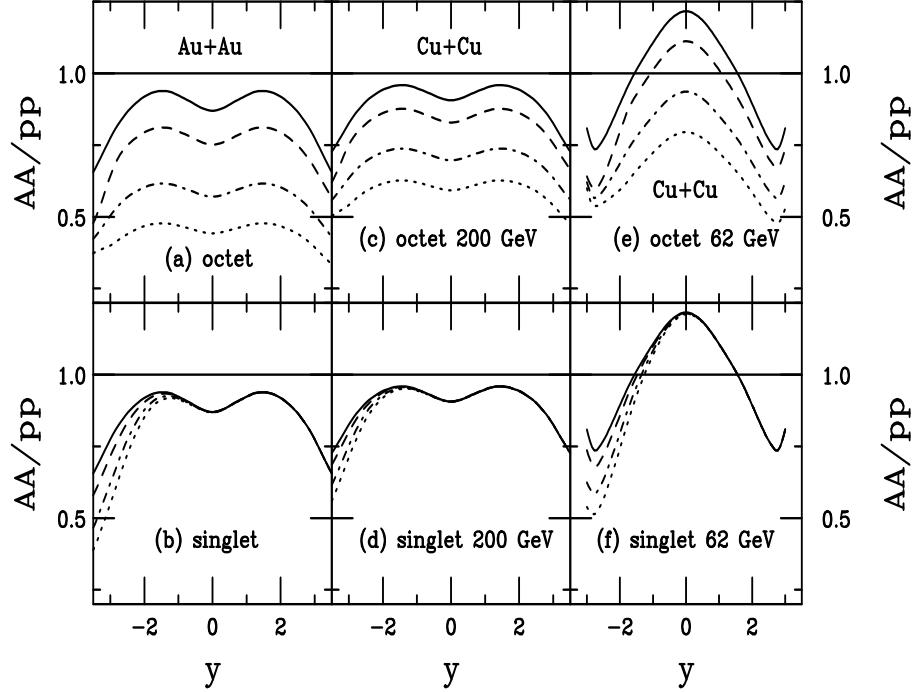 Au+Au
Cu+Cu
1.0
1.0
AA/pp
AA/pp
Cu+Cu
0.5
0.5
(a) octet
(c) octet 200 GeV
(e) octet 62 GeV
1.0
1.0
AA/pp
AA/pp
0.5
0.5
(b) singlet
(d) singlet 200 GeV
(f) singlet 62 GeV
−2 0 2 −2 0 2 −2 0 2
y y y